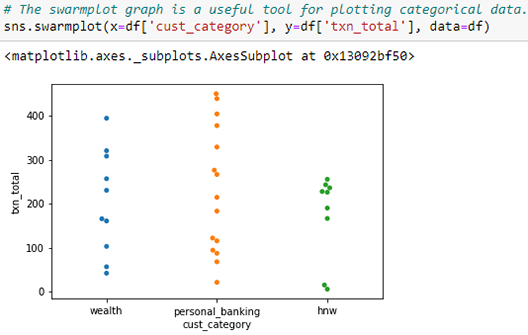 # The swarmplot graph is a useful tool for plotting categorical data.
sns.swarmplot(x=df['cust_category'], y=df['txn_total'], data=df)
<matplotlib.axes._subplots.AxesSubplot at 0x13092bf50>
400
300
200
100
0
txn_total
wealth personal_banking hnw
cust_category